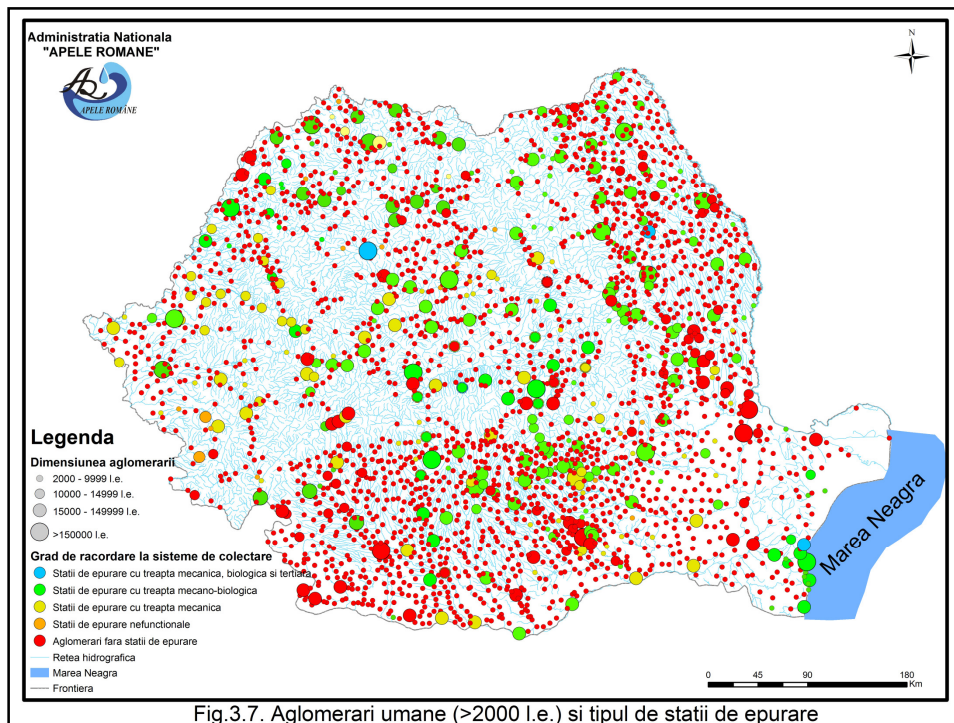 Administratia Nationala
"APELE ROMANE"
APELE ROMÂNE
N
Legenda
Dimensiunea aglomerarii
2000 - 9999 l.e.
10000 - 14999 l.e.
15000 - 149999 l.e.
>150000 l.e.
Grad de racordare la sisteme de colectare
Statii de epurare cu treapta mecanica, biologica si tertiara
Statii de epurare cu treapta mecano-biologica
Statii de epurare cu treapta mecanica
Statii de epurare nefunctionale
Aglomerari fara statii de epurare
Retea hidrografica
Marea Neagra
Frontiera
Marea Neagra
0 45 90 180
Km
Fig.3.7. Aglomerari umane (>2000 l.e.) si tipul de statii de epurare